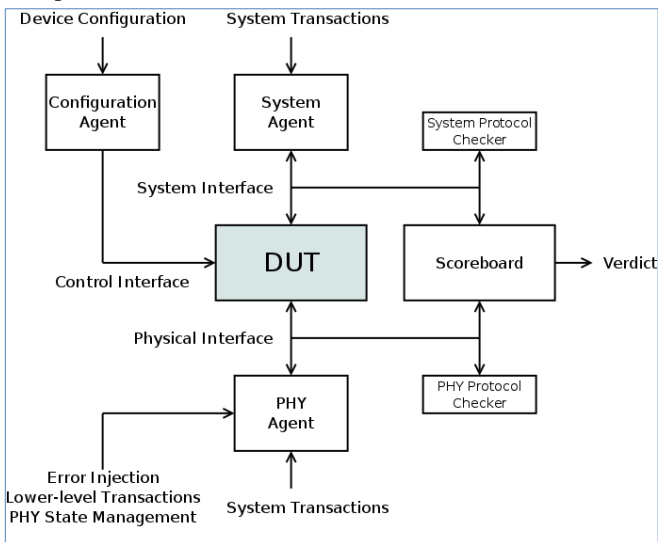 Device Configuration
System Transactions
Configuration
Agent
System
Agent
System Protocol
Checker
System Interface
DUT
Scoreboard
Verdict
Control Interface
Physical Interface
PHY
Agent
PHY Protocol
Checker
Error Injection
Lower-level Transactions
PHY State Management
System Transactions